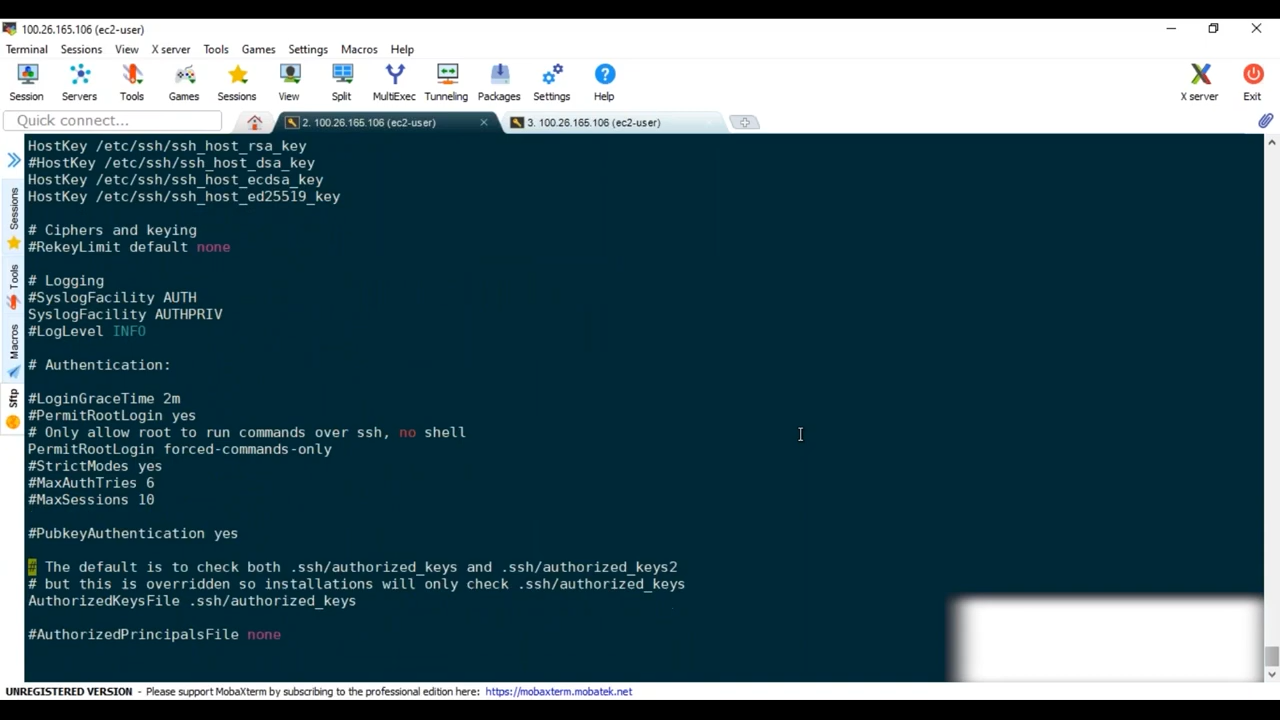 100.26.165.106 (ec2-user)
Terminal Sessions View X server Tools Games Settings Macros Help
Session Servers Tools Games Sessions View Split MultiExec Tunneling Packages Settings Help X server Exit
Quick connect...
2. 100.26.165.106 (ec2-user)
3. 100.26.165.106 (ec2-user)
Sessions
Tools
Macros
Sftp
HostKey /etc/ssh/ssh_host_rsa_key
#HostKey /etc/ssh/ssh_host_dsa_key
HostKey /etc/ssh/ssh_host_ecdsa_key
HostKey /etc/ssh/ssh_host_ed25519_key
# Ciphers and keying
#RekeyLimit default none
# Logging
#SyslogFacility AUTH
SyslogFacility AUTHPRIV
#LogLevel INFO
# Authentication:
#LoginGraceTime 2m
#PermitRootLogin yes
# Only allow root to run commands over ssh, no shell
PermitRootLogin forced-commands-only
#StrictModes yes
#MaxAuthTries 6
#MaxSessions 10
#PubkeyAuthentication yes
# The default is to check both .ssh/authorized_keys and .ssh/authorized_keys2
# but this is overridden so installations will only check .ssh/authorized_keys
AuthorizedKeysFile .ssh/authorized_keys
#AuthorizedPrincipalsFile none
UNREGISTERED VERSION - Please support MobaXterm by subscribing to the professional edition here: https://mobaxterm.mobatek.net